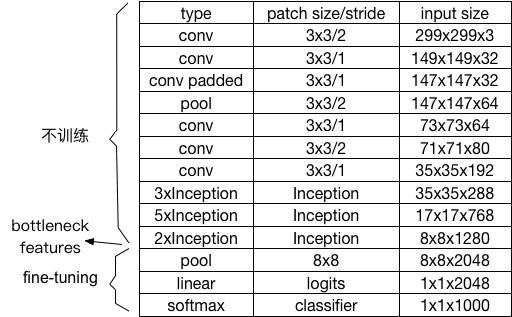 type patch size/stride input size
conv 3x3/2 299x299x3
conv 3x3/1 149x149x32
conv padded 3x3/1 147x147x32
pool 3x3/2 147x147x64
conv 3x3/1 73x73x64
不训练 conv 3x3/2 71x71x80
conv 3x3/1 35x35x192
3xInception Inception 35x35x288
5xInception Inception 17x17x768
bottleneck features 2xInception Inception 8x8x1280
pool 8x8 8x8x2048
fine-tuning linear logits 1x1x2048
softmax classifier 1x1x1000